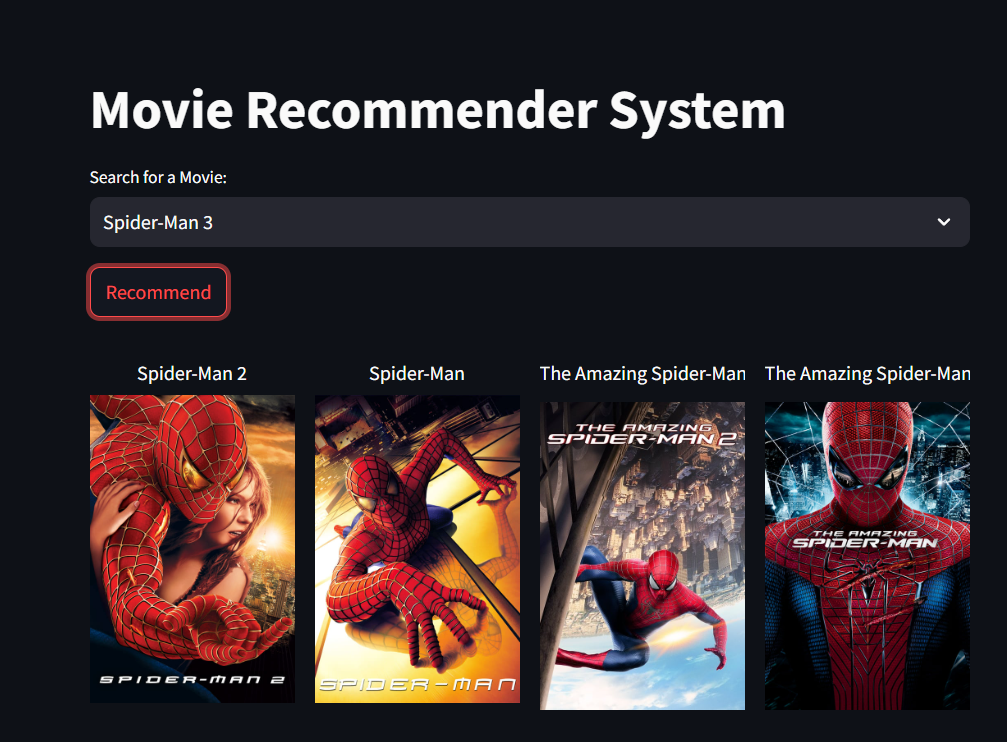 Movie Recommender System
Search for a Movie:
Spider-Man 3
Recommend
Spider-Man 2
Spider-Man
The Amazing Spider-Man
The Amazing Spider-Man
SPIDER-MAN 2
SPIDER-MAN
THE AMAZING
SPIDER-MAN 2
THE AMAZING
SPIDER-MAN